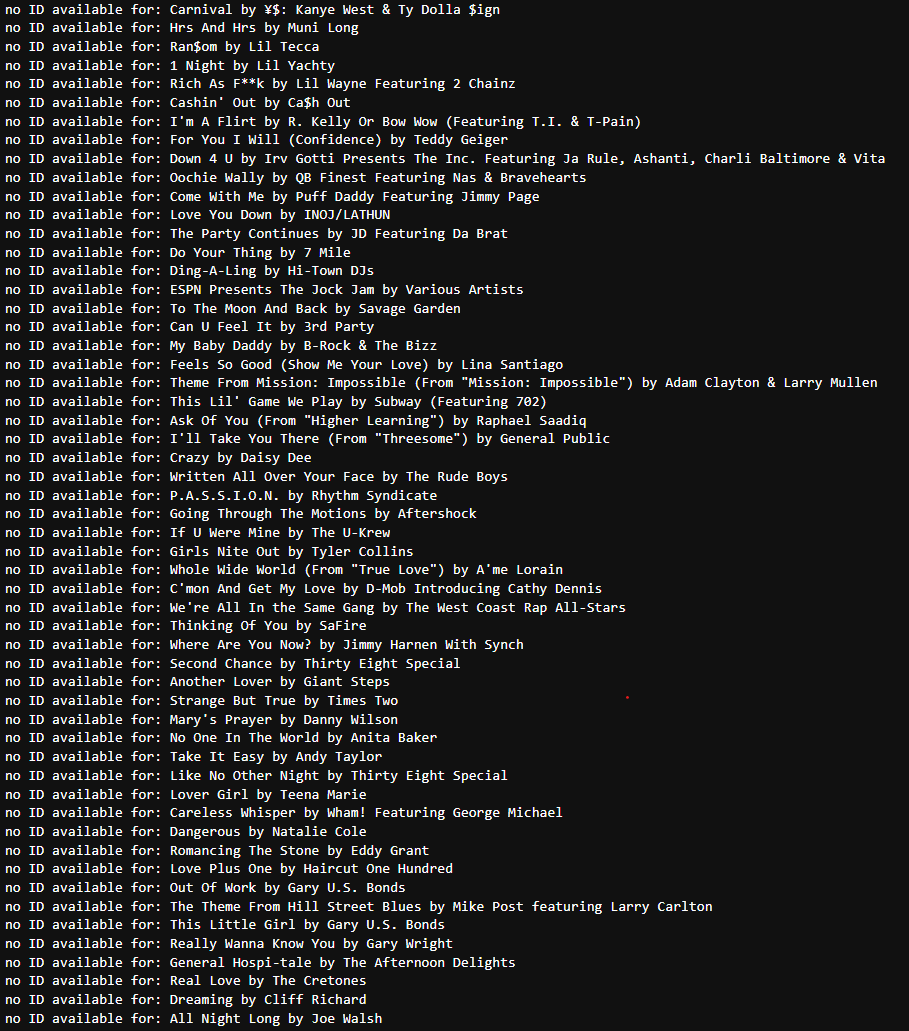 no ID available for: Carnival by ¥$: Kanye West & Ty Dolla $ign
no ID available for: Hrs And Hrs by Muni Long
no ID available for: Ran$om by Lil Tecca
no ID available for: 1 Night by Lil Yachty
no ID available for: Rich As F**k by Lil Wayne Featuring 2 Chainz
no ID available for: Cashin' Out by Ca$h Out
no ID available for: I'm A Flirt by R. Kelly Or Bow Wow (Featuring T.I. & T-Pain)
no ID available for: For You I Will (Confidence) by Teddy Geiger
no ID available for: Down 4 U by Irv Gotti Presents The Inc. Featuring Ja Rule, Ashanti, Charli Baltimore & Vita
no ID available for: Oochie Wally by QB Finest Featuring Nas & Bravehearts
no ID available for: Come With Me by Puff Daddy Featuring Jimmy Page
no ID available for: Love You Down by INOJ/LATHUN
no ID available for: The Party Continues by JD Featuring Da Brat
no ID available for: Do Your Thing by 7 Mile
no ID available for: Ding-A-Ling by Hi-Town DJs
no ID available for: ESPN Presents The Jock Jam by Various Artists
no ID available for: To The Moon And Back by Savage Garden
no ID available for: Can U Feel It by 3rd Party
no ID available for: My Baby Daddy by B-Rock & The Bizz
no ID available for: Feels So Good (Show Me Your Love) by Lina Santiago
no ID available for: Theme From Mission: Impossible (From "Mission: Impossible") by Adam Clayton & Larry Mullen
no ID available for: This Lil' Game We Play by Subway (Featuring 702)
no ID available for: Ask Of You (From "Higher Learning") by Raphael Saadiq
no ID available for: I'll Take You There (From "Threesome") by General Public
no ID available for: Crazy by Daisy Dee
no ID available for: Written All Over Your Face by The Rude Boys
no ID available for: P.A.S.S.I.O.N. by Rhythm Syndicate
no ID available for: Going Through The Motions by Aftershock
no ID available for: If U Were Mine by The U-Krew
no ID available for: Girls Nite Out by Tyler Collins
no ID available for: Whole Wide World (From "True Love") by A'me Lorain
no ID available for: C'mon And Get My Love by D-Mob Introducing Cathy Dennis
no ID available for: We're All In the Same Gang by The West Coast Rap All-Stars
no ID available for: Thinking Of You by SaFire
no ID available for: Where Are You Now? by Jimmy Harnen With Synch
no ID available for: Second Chance by Thirty Eight Special
no ID available for: Another Lover by Giant Steps
no ID available for: Strange But True by Times Two
no ID available for: Mary's Prayer by Danny Wilson
no ID available for: No One In The World by Anita Baker
no ID available for: Take It Easy by Andy Taylor
no ID available for: Like No Other Night by Thirty Eight Special
no ID available for: Lover Girl by Teena Marie
no ID available for: Careless Whisper by Wham! Featuring George Michael
no ID available for: Dangerous by Natalie Cole
no ID available for: Romancing The Stone by Eddy Grant
no ID available for: Love Plus One by Haircut One Hundred
no ID available for: Out Of Work by Gary U.S. Bonds
no ID available for: The Theme From Hill Street Blues by Mike Post featuring Larry Carlton
no ID available for: This Little Girl by Gary U.S. Bonds
no ID available for: Really Wanna Know You by Gary Wright
no ID available for: General Hospi-tale by The Afternoon Delights
no ID available for: Real Love by The Cretones
no ID available for: Dreaming by Cliff Richard
no ID available for: All Night Long by Joe Walsh